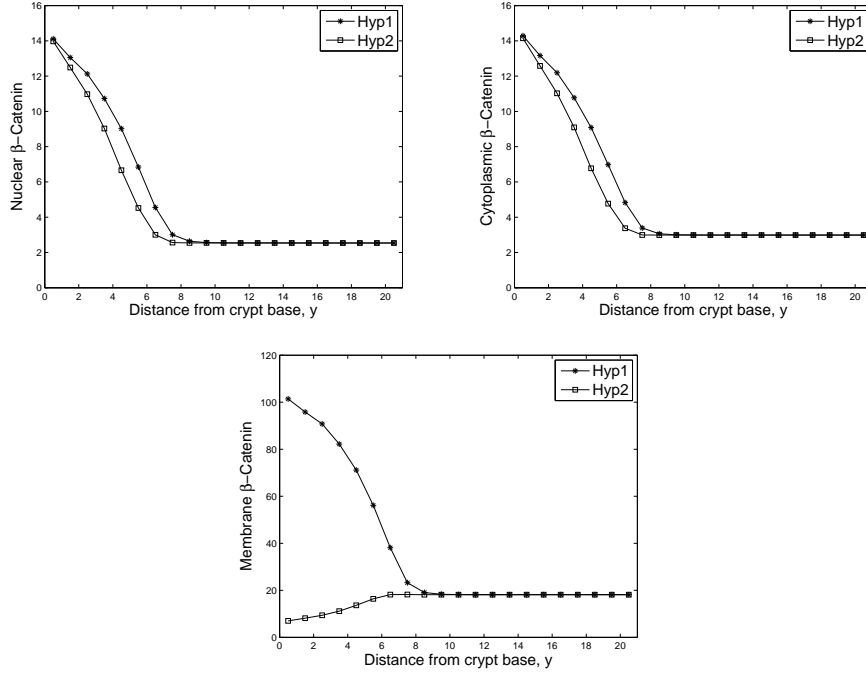 16
14
12
10
8
6
4
2
0
Nuclear β−Catenin
0 2 4 6 8 10 12 14 16 18 20
Distance from crypt base, y
Hyp1
Hyp2
16
14
12
10
8
6
4
2
0
Cytoplasmic β−Catenin
0 2 4 6 8 10 12 14 16 18 20
Distance from crypt base, y
Hyp1
Hyp2
120
100
80
60
40
20
0
Membrane β−Catenin
0 2 4 6 8 10 12 14 16 18 20
Distance from crypt base, y
Hyp1
Hyp2